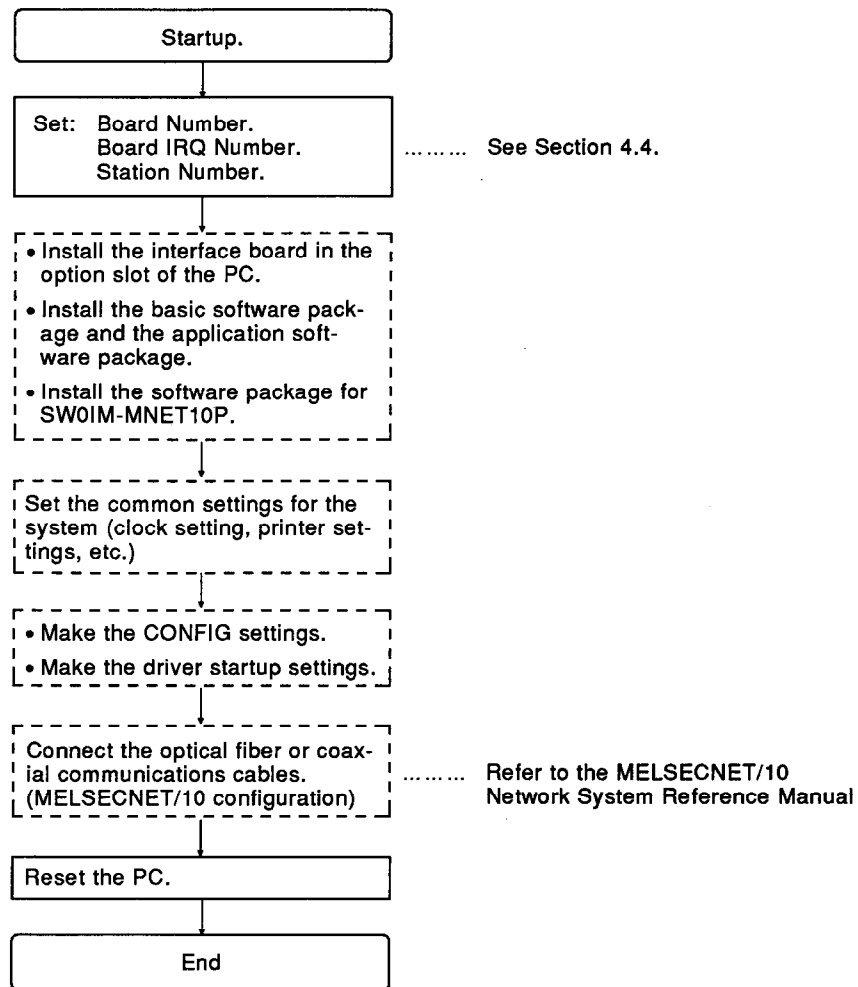 Startup.
Set: Board Number.
Board IRQ Number.
Station Number.
......... See Section 4.4.
• Install the interface board in the
option slot of the PC.
• Install the basic software pack-
age and the application soft-
ware package.
• Install the software package for
SW0IM-MNET10P.
Set the common settings for the
system (clock setting, printer set-
tings, etc.)
• Make the CONFIG settings.
• Make the driver startup settings.
Connect the optical fiber or coax-
ial communications cables.
(MELSECNET/10 configuration)
......... Refer to the MELSECNET/10
Network System Reference Manual
Reset the PC.
End